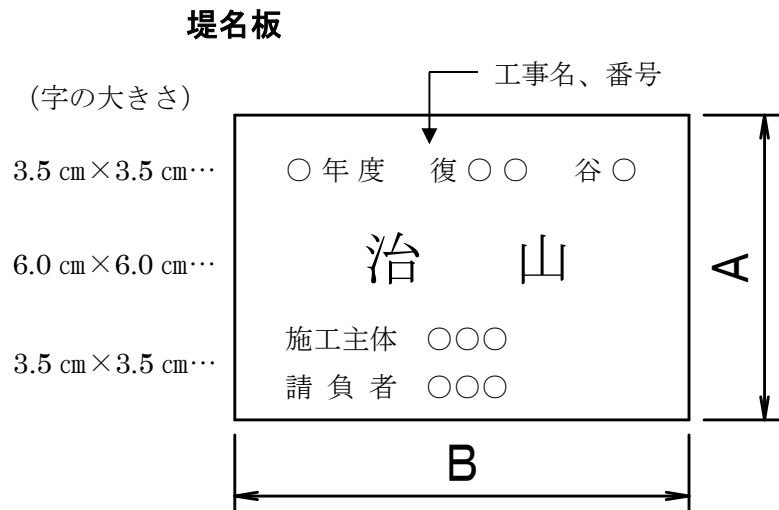 堤名板
工事名、番号
（字の大きさ）
3.5 ㎝×3.5 ㎝… ○年度 復○○ 谷○
6.0 ㎝×6.0 ㎝… 治 山
A
施工主体 ○○○
3.5 ㎝×3.5 ㎝…
請負者 ○○○
B